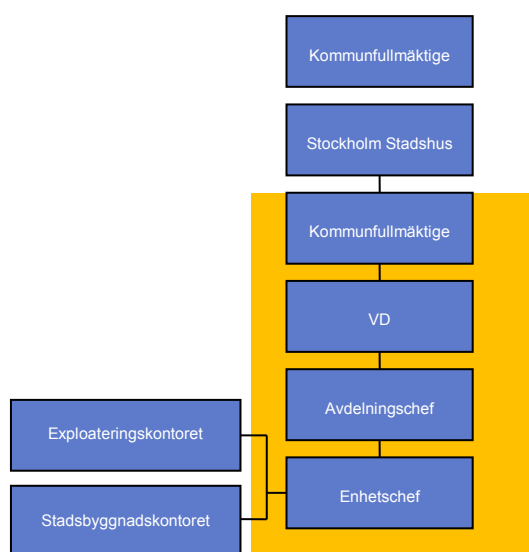 Kommunfullmäktige
Stockholm Stadshus
Kommunfullmäktige
VD
Avdelningschef
Exploateringskontoret
Enhetschef
Stadsbyggnadskontoret